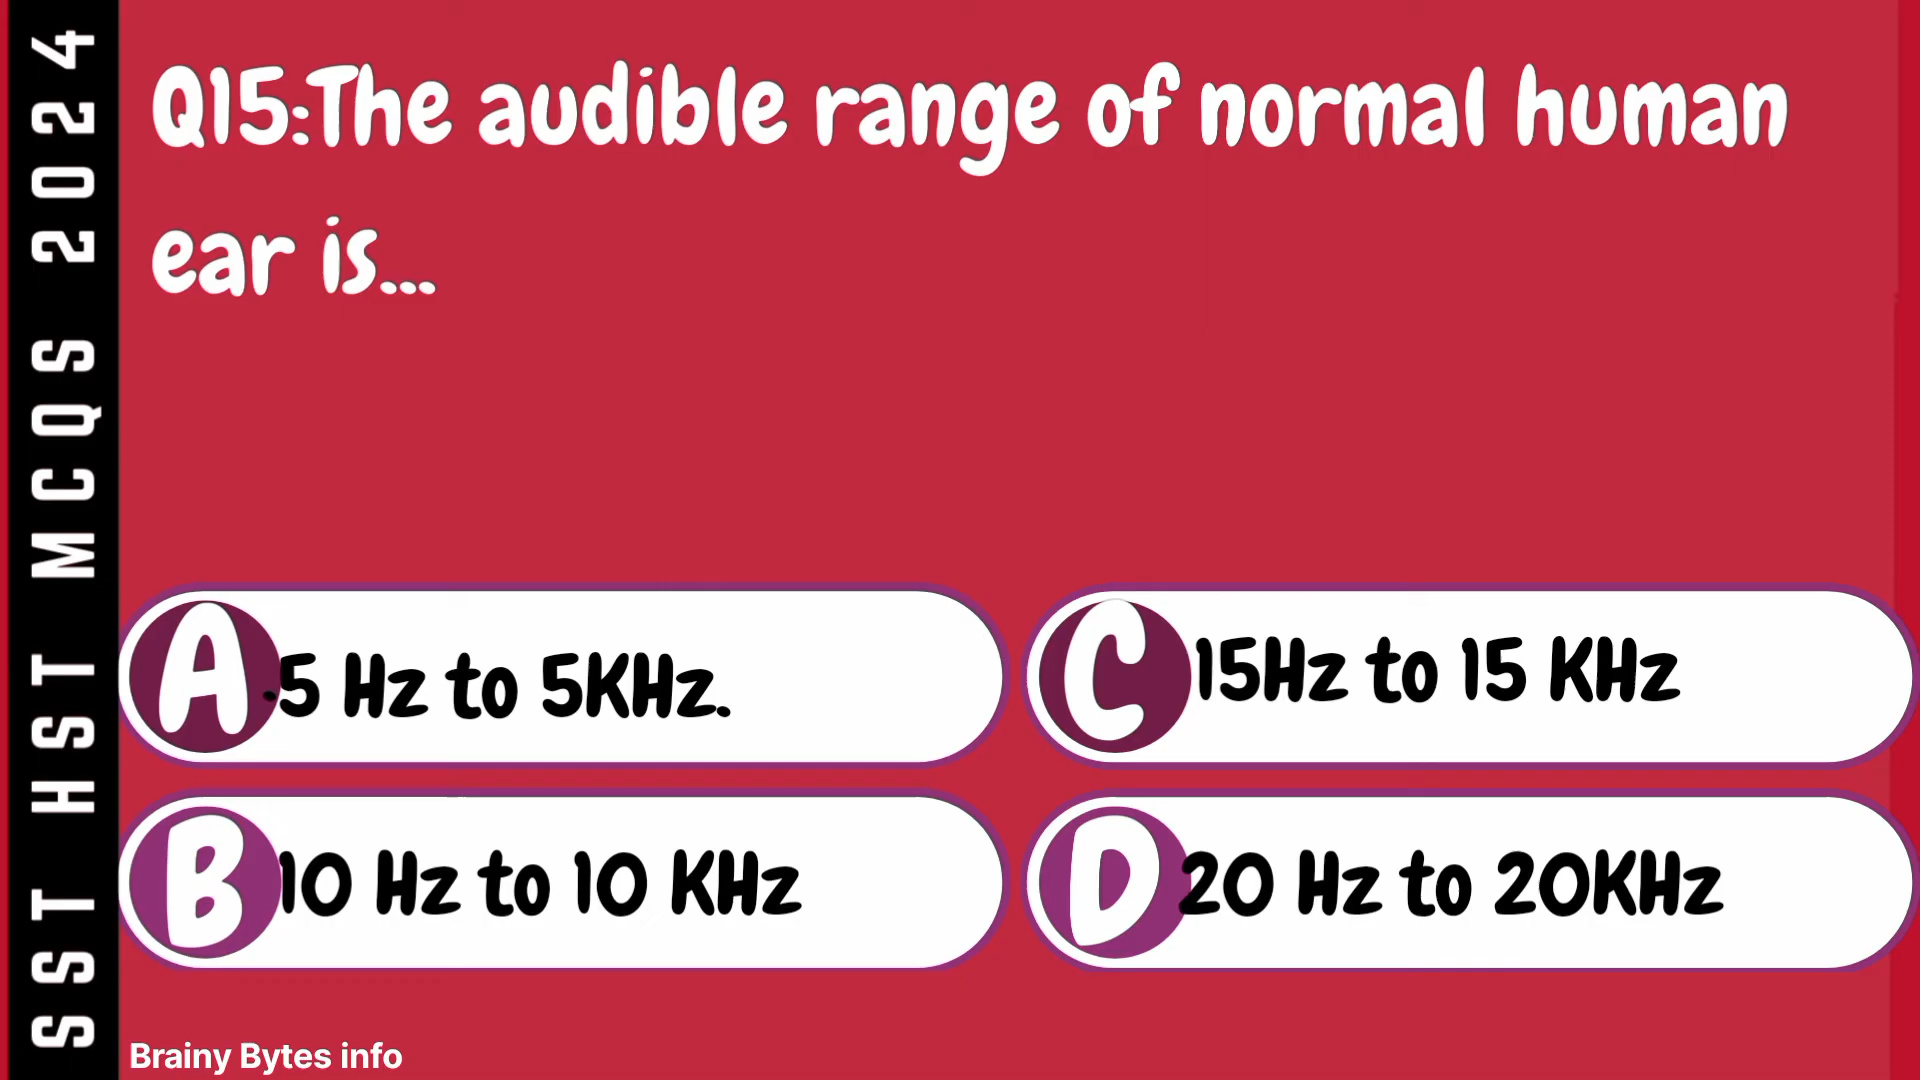 SST HST MCQS 2024
Q15:The audible range of normal human
ear is...
A .5 Hz to 5KHz.
C 15Hz to 15 KHz
B 10 Hz to 10 KHz
D 20 Hz to 20KHz
Brainy Bytes info